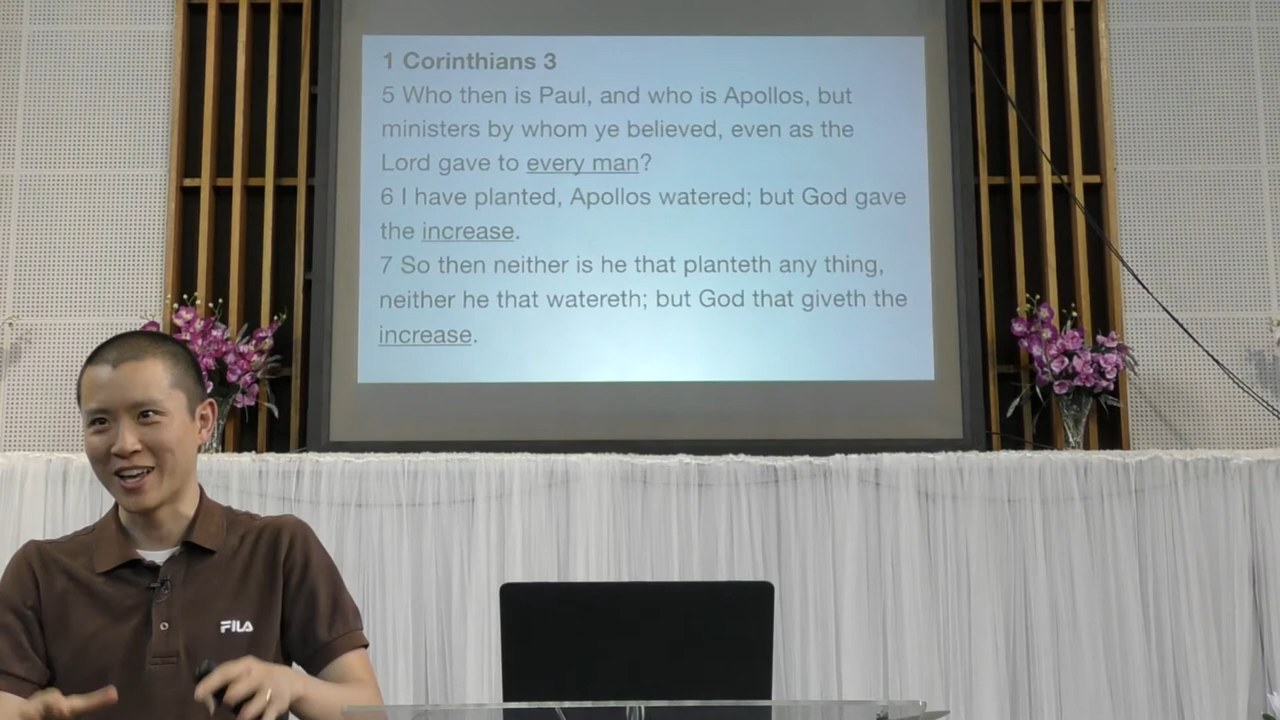 1 Corinthians 3
5 Who then is Paul, and who is Apollos, but
ministers by whom ye believed, even as the
Lord gave to every man?
6 I have planted, Apollos watered; but God gave
the increase.
7 So then neither is he that planteth any thing,
neither he that watereth; but God that giveth the
increase.
FILA